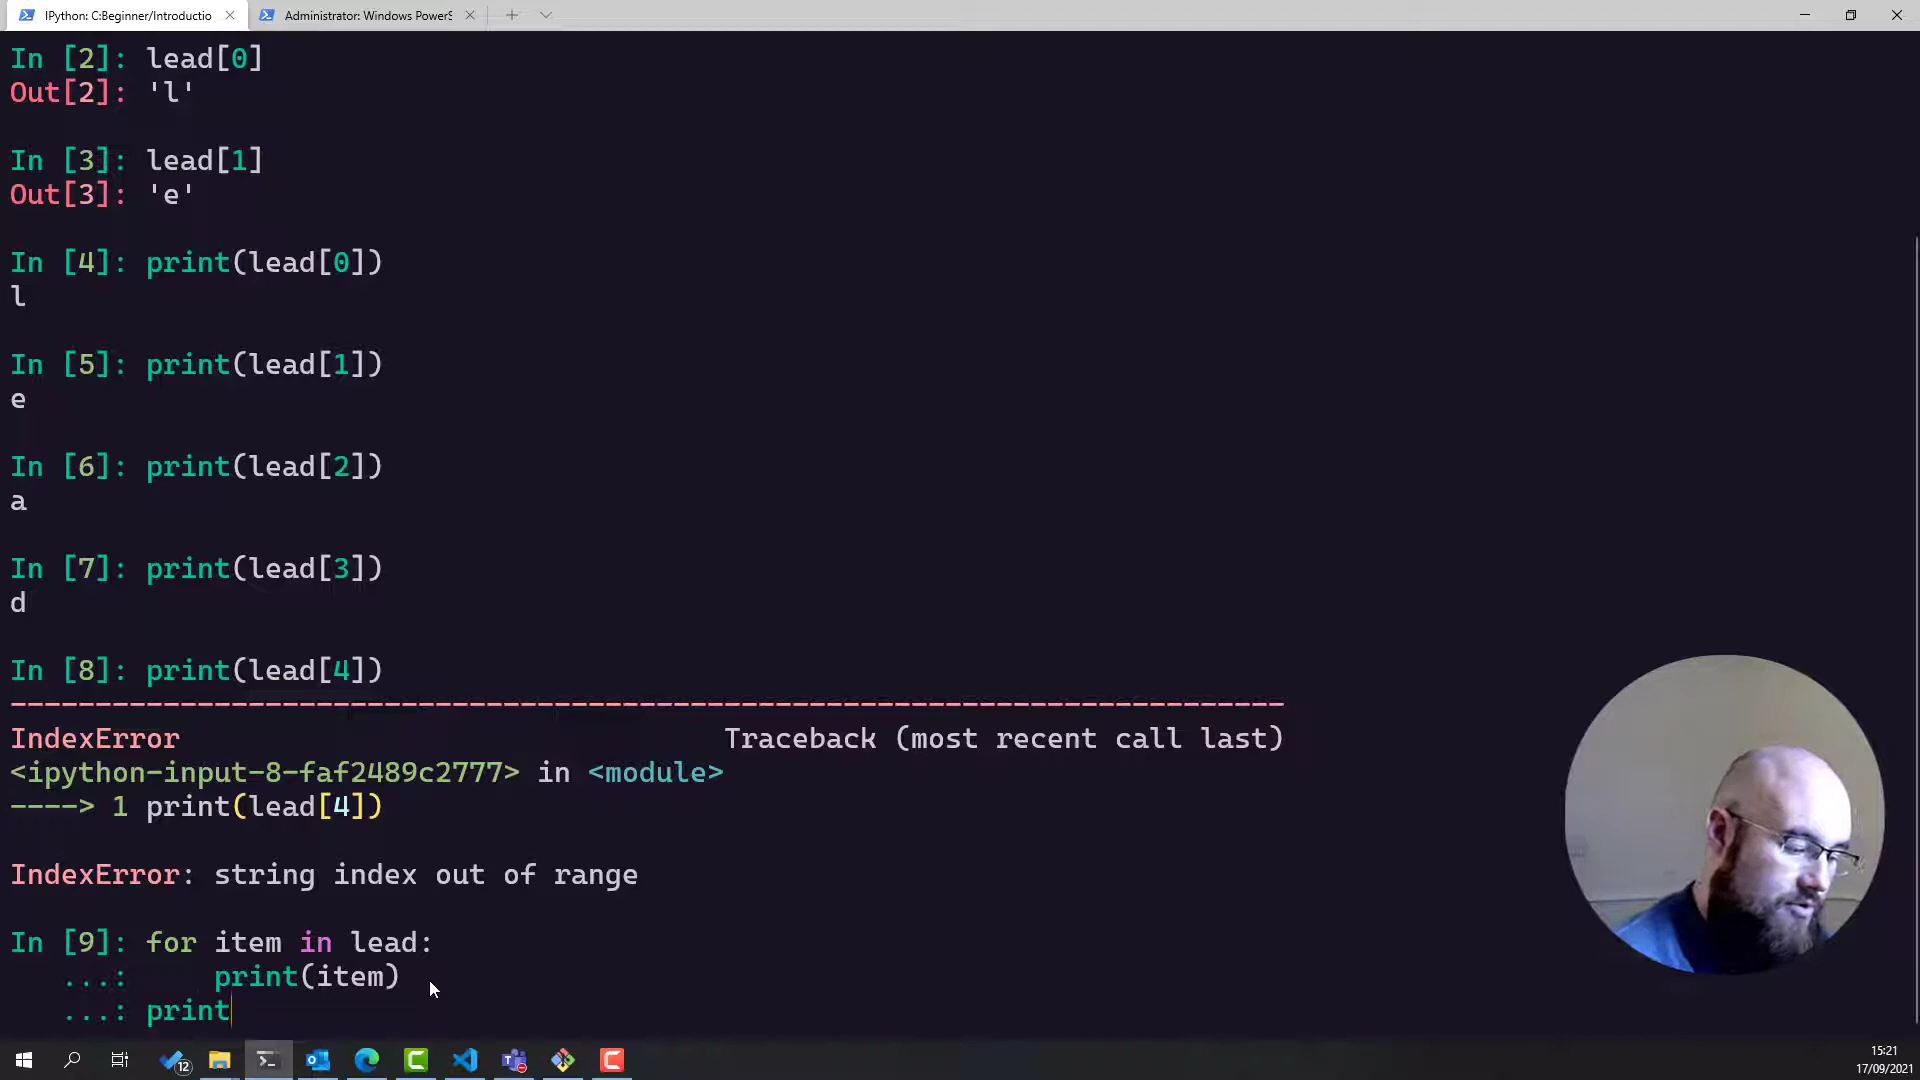 IPython: C:Beginner/Introductio
Administrator: Windows PowerS
In [2]: lead[0]
Out[2]: 'l'
In [3]: lead[1]
Out[3]: 'e'
In [4]: print(lead[0])
l
In [5]: print(lead[1])
e
In [6]: print(lead[2])
a
In [7]: print(lead[3])
d
In [8]: print(lead[4])
---------------------------------------------------------------------------
IndexError                                Traceback (most recent call last)
<ipython-input-8-faf2489c2777> in <module>
----> 1 print(lead[4])
IndexError: string index out of range
In [9]: for item in lead:
   ...:     print(item)
   ...: print
12
15:21
17/09/2021